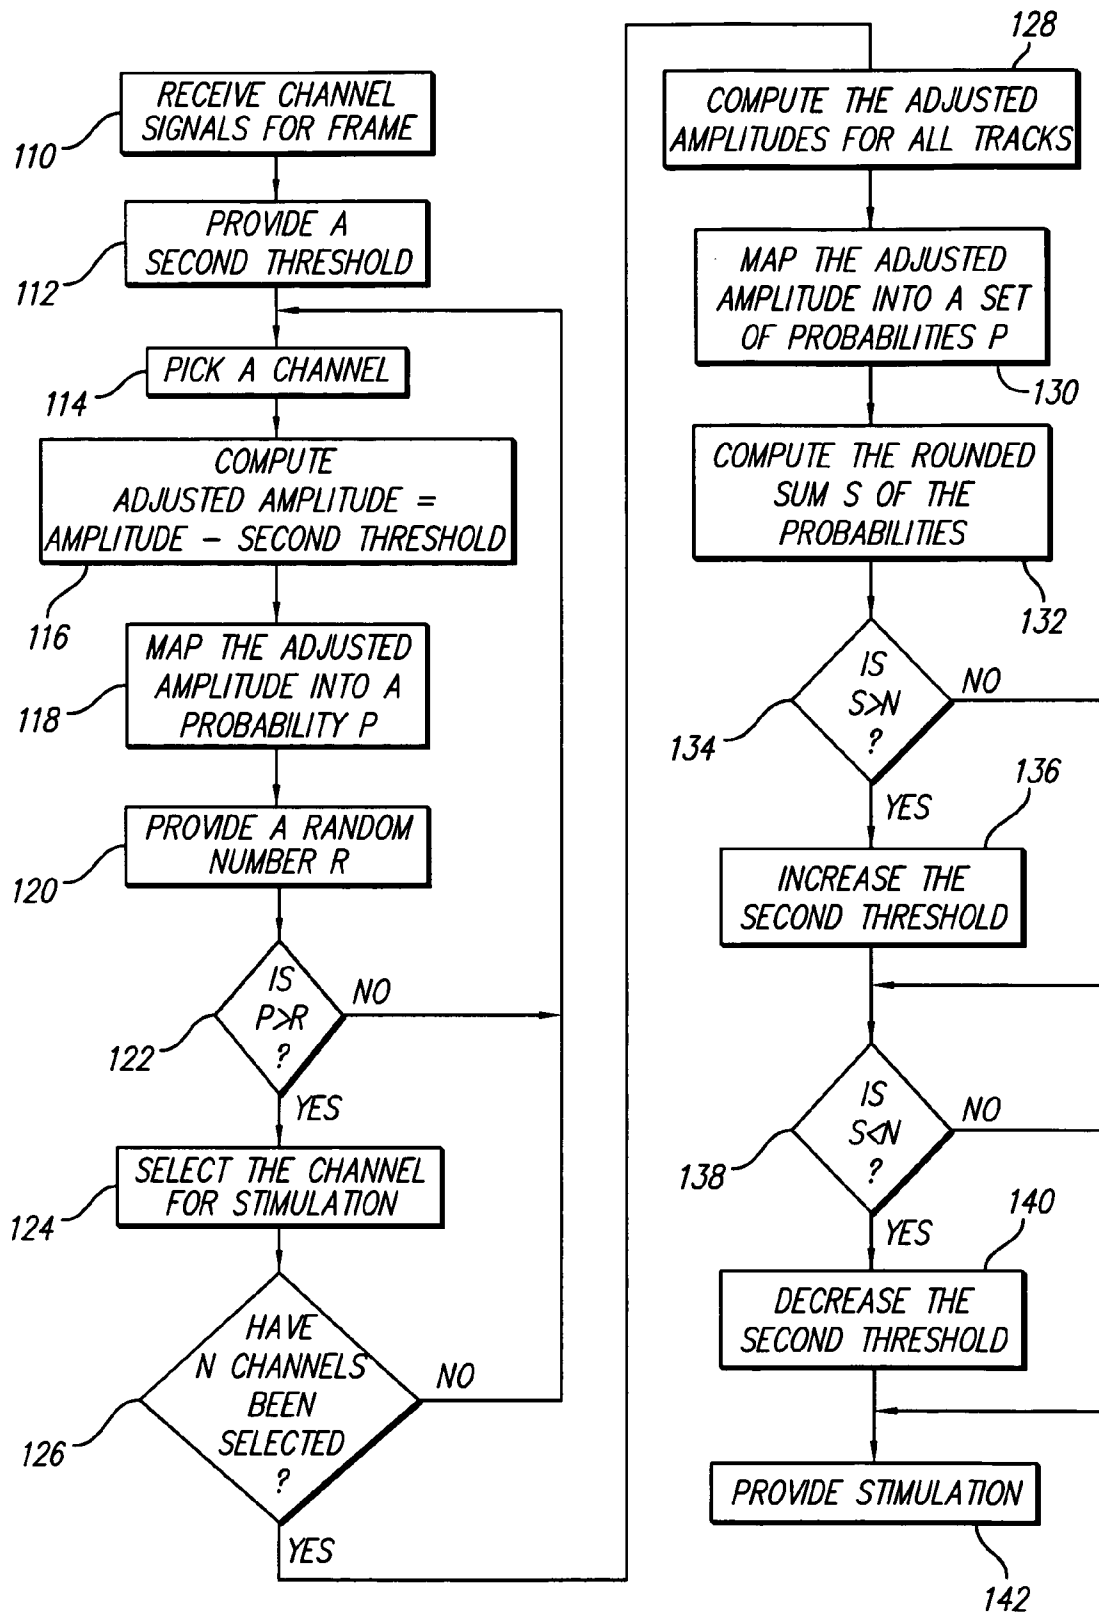 RECEIVE CHANNEL
SIGNALS FOR FRAME
110
PROVIDE A
SECOND THRESHOLD
112
PICK A CHANNEL
114
COMPUTE
ADJUSTED AMPLITUDE =
AMPLITUDE - SECOND THRESHOLD
116
MAP THE ADJUSTED
AMPLITUDE INTO A
PROBABILITY P
118
PROVIDE A RANDOM
NUMBER R
120
IS
P>R
?
NO
122
YES
SELECT THE CHANNEL
FOR STIMULATION
124
HAVE
N CHANNELS
BEEN
SELECTED
?
NO
126
YES
128
COMPUTE THE ADJUSTED
AMPLITUDES FOR ALL TRACKS
MAP THE ADJUSTED
AMPLITUDE INTO A SET
OF PROBABILITIES P
130
COMPUTE THE ROUNDED
SUM S OF THE
PROBABILITIES
132
IS
S>N
?
NO
134
YES
136
INCREASE THE
SECOND THRESHOLD
IS
S<N
?
NO
138
YES
140
DECREASE THE
SECOND THRESHOLD
PROVIDE STIMULATION
142